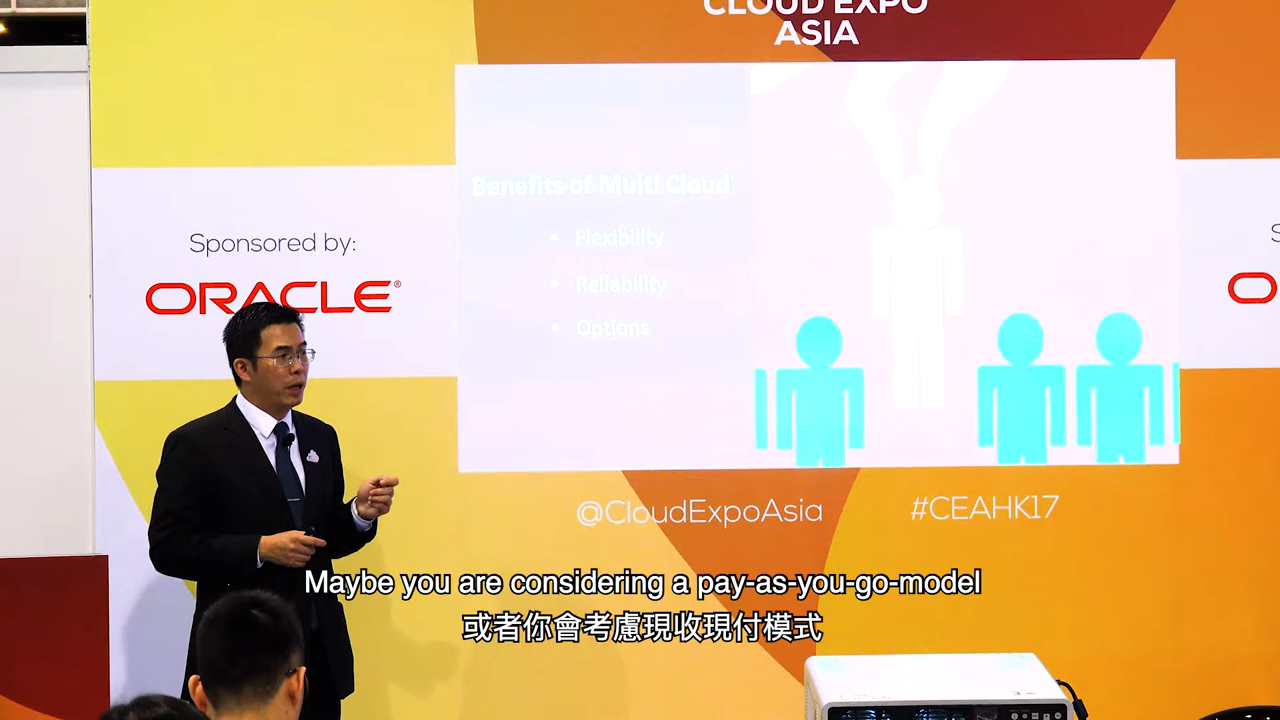 CLOUD EXPO
ASIA
Benefits of Multi Cloud
• Flexibility
• Reliability
• Options
Sponsored by:
ORACLE®
@CloudExpoAsia
#CEAHK17
Maybe you are considering a pay-as-you-go-model
或者你會考慮現收現付模式